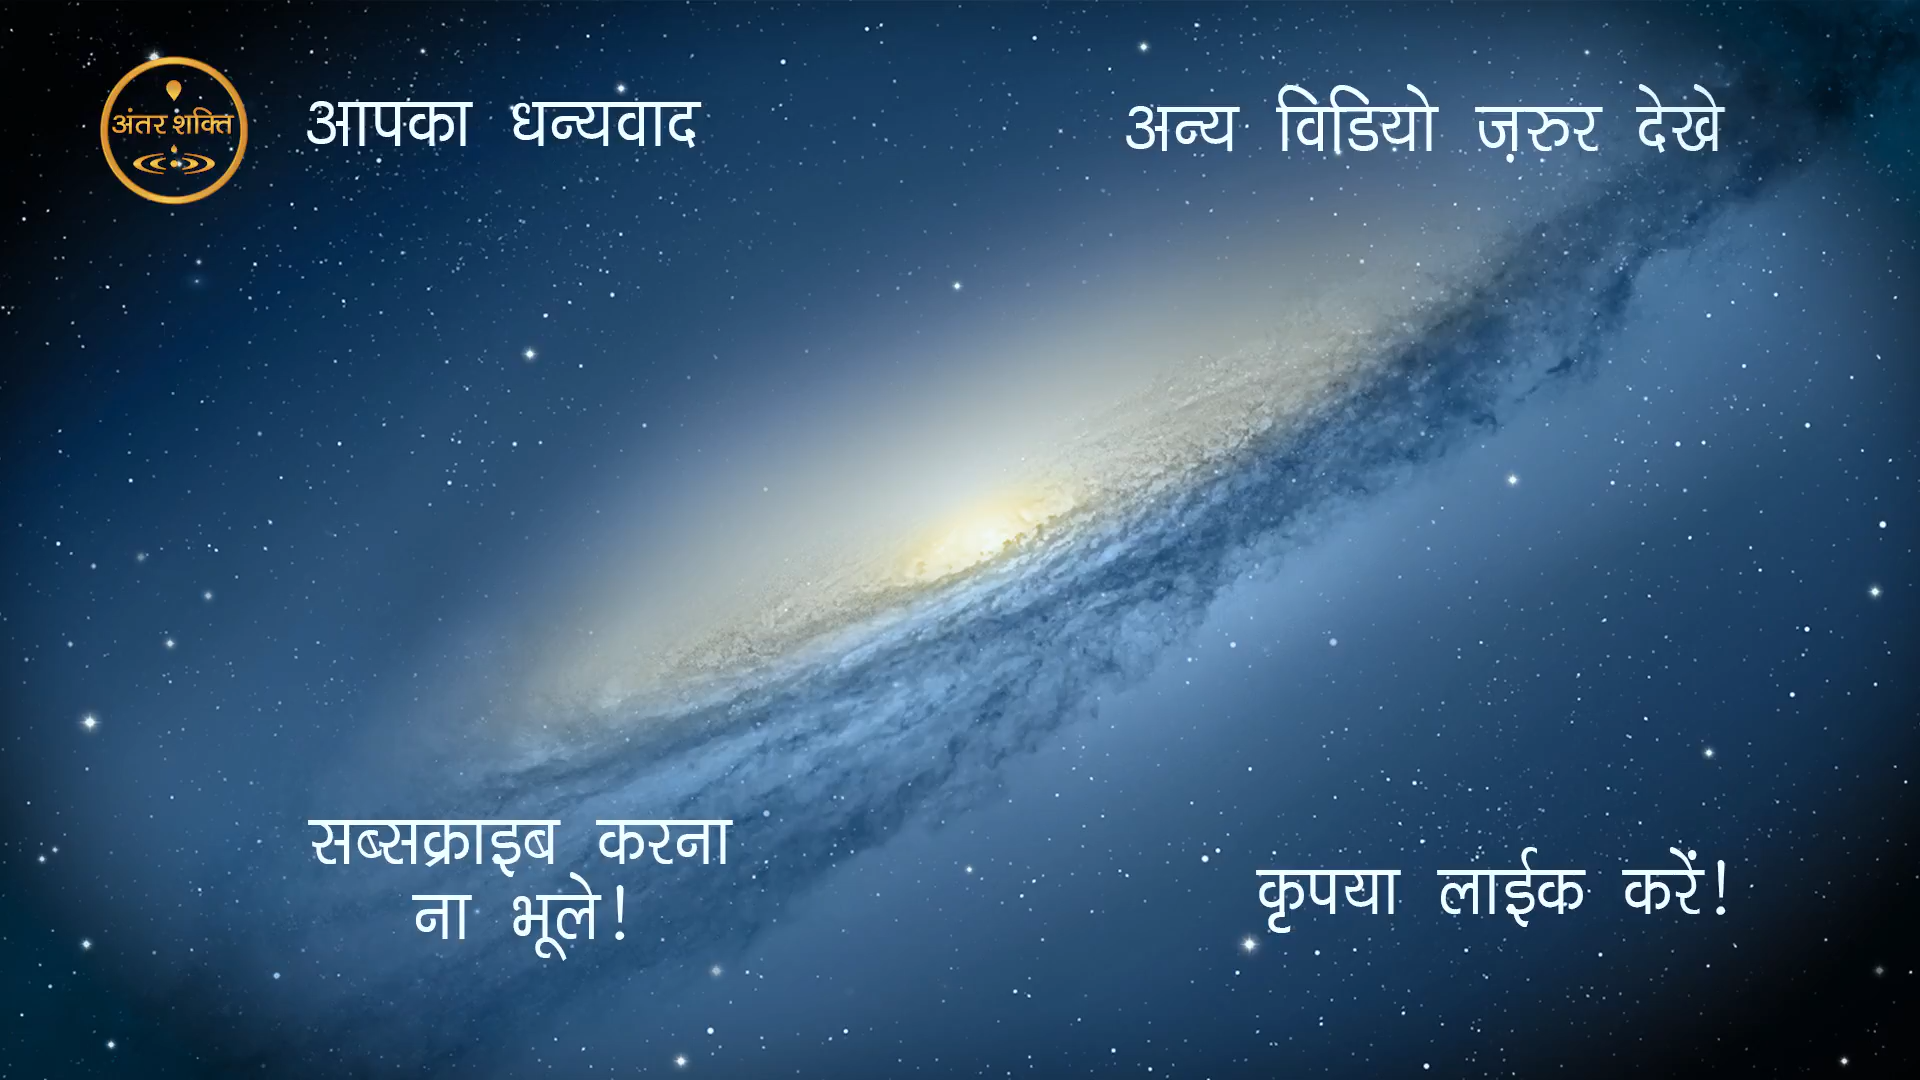 अंतर शक्ति
आपका धन्यवाद
अन्य विडियो ज़रुर देखे
सब्सक्राइब करना
ना भूले!
कृपया लाईक करें!